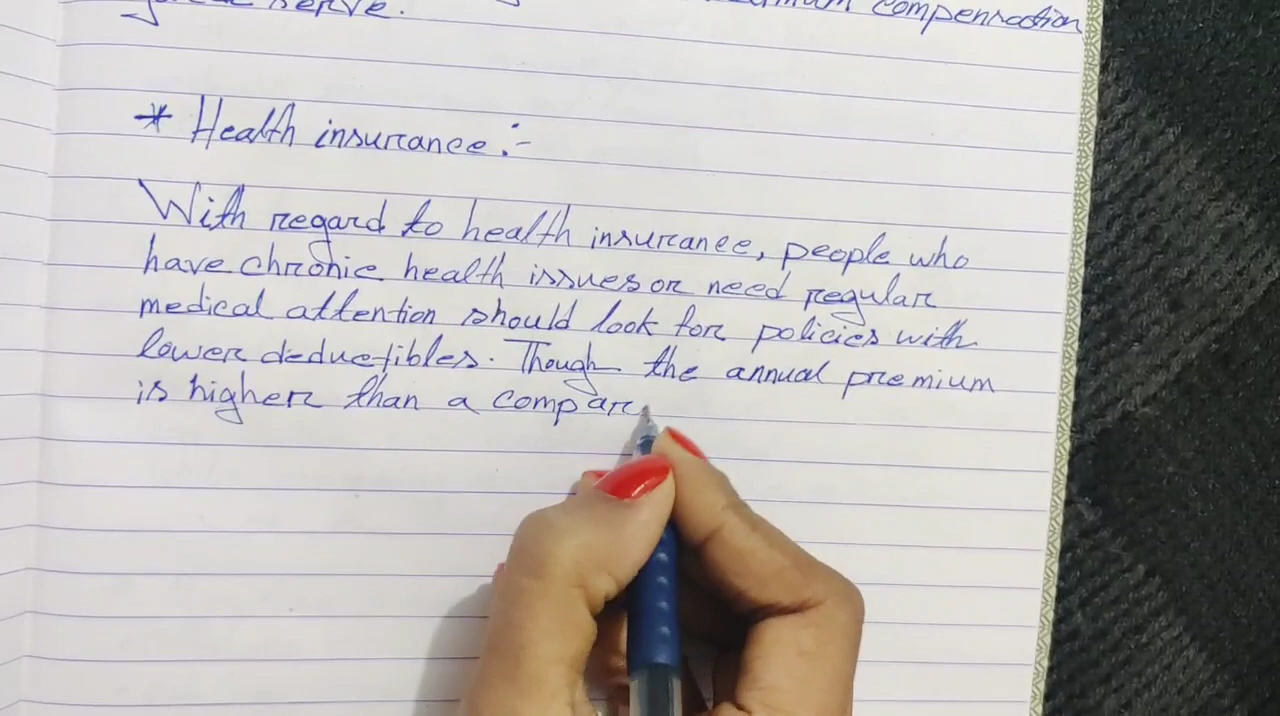 serve. compensation
* Health insurance:-
With regard to health insurance, people who
have chronic health issues or need regular
medical attention should look for policies with
lower deductibles. Though the annual premium
is higher than a compar